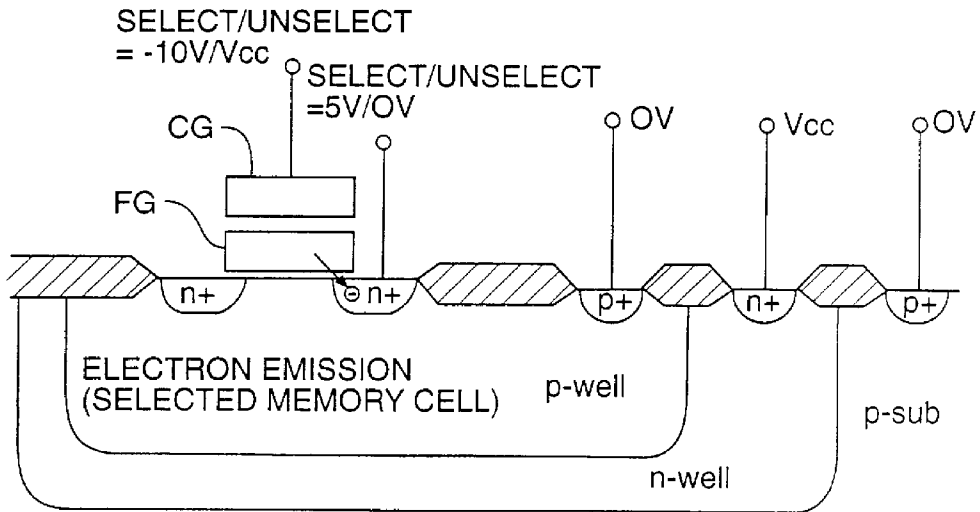 SELECT/UNSELECT
= -10V/Vcc
SELECT/UNSELECT
=5V/OV
CG
OV
Vcc
OV
FG
n+
⊖ n+
p+
n+
p+
ELECTRON EMISSION
(SELECTED MEMORY CELL)
p-well
p-sub
n-well